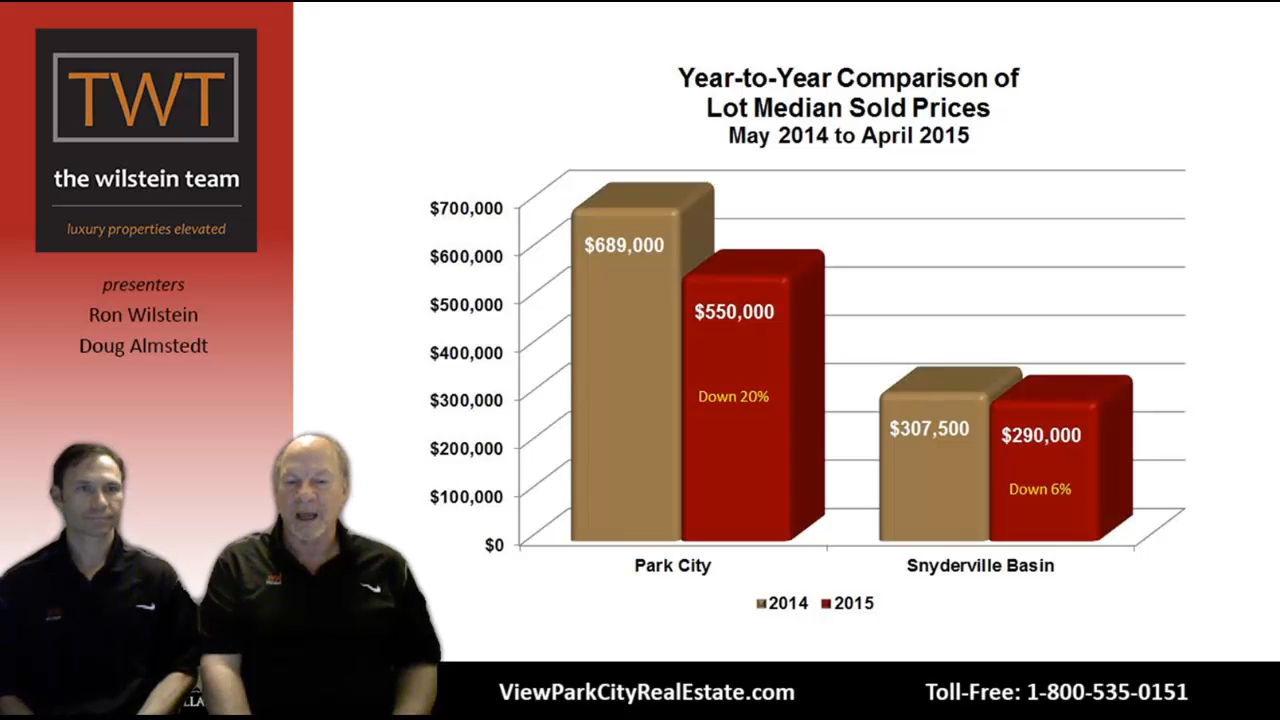 TWT
the wilstein team
luxury properties elevated
presenters
Ron Wilstein
Doug Almstedt
Year-to-Year Comparison of
Lot Median Sold Prices
May 2014 to April 2015
$700,000
$600,000
$500,000
$400,000
$300,000
$200,000
$100,000
$0
$689,000
$550,000
Down 20%
$307,500
$290,000
Down 6%
Park City
Snyderville Basin
2014
2015
ViewParkCityRealEstate.com
Toll-Free: 1-800-535-0151